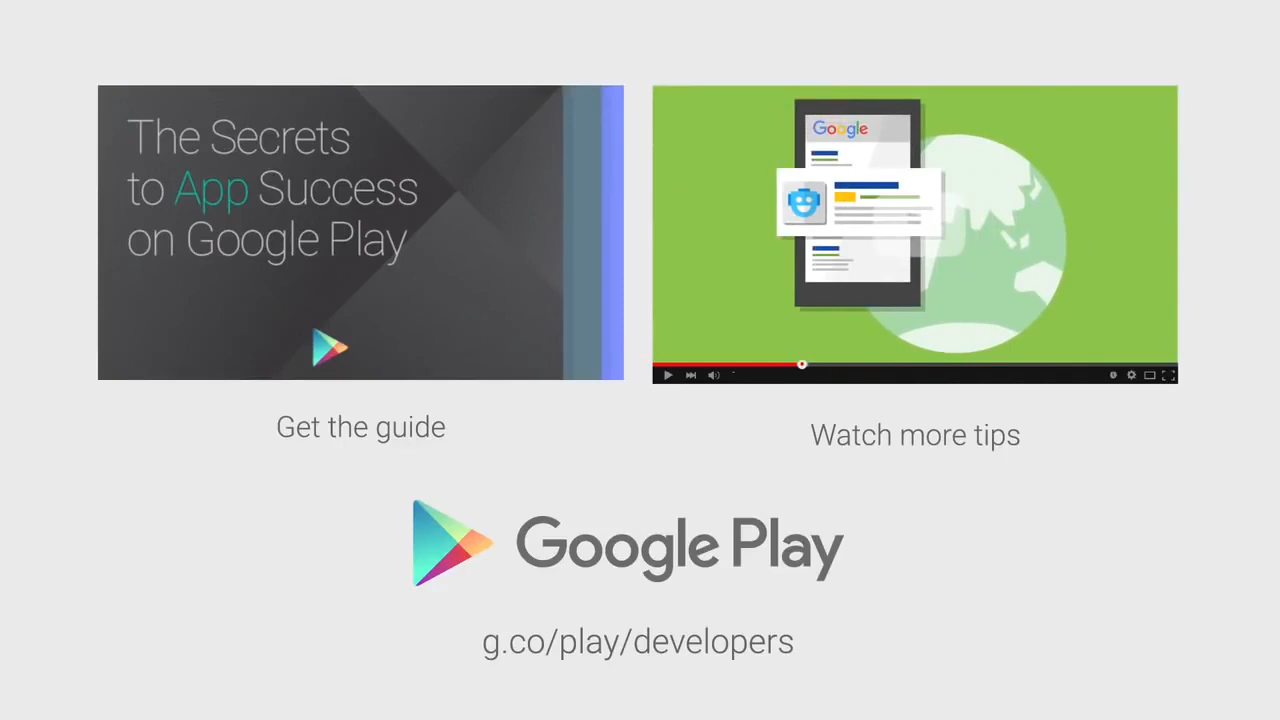 The Secrets
to App Success
on Google Play
Google
Get the guide
Watch more tips
Google Play
g.co/play/developers